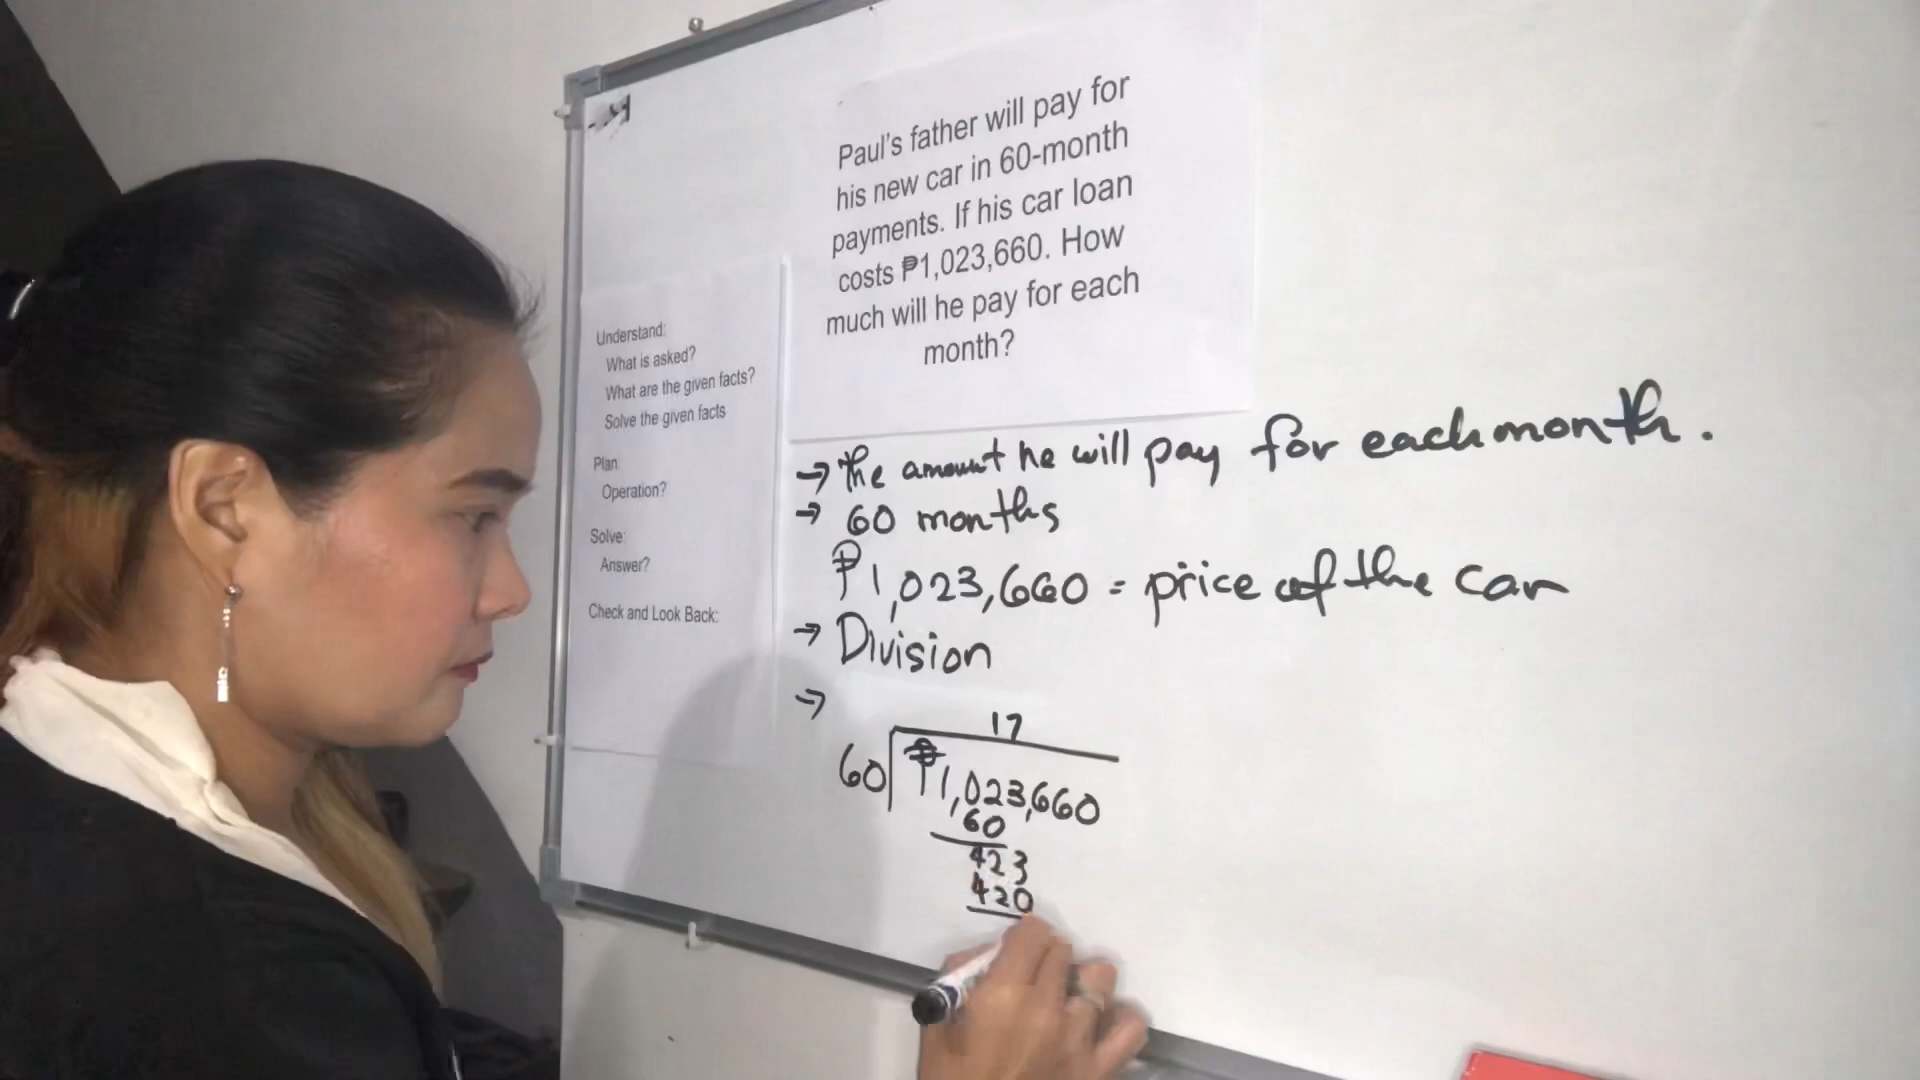 Paul's father will pay for
his new car in 60-month
payments. If his car loan
costs ₱1,023,660. How
much will he pay for each
month?
Understand:
What is asked?
What are the given facts?
Solve the given facts
Plan
Operation?
Solve:
Answer?
Check and Look Back:
→ the amount he will pay for each month.
→ 60 months
₱1,023,660 = price of the car
→ Division
→
17
60 ₱1,023,660
60
423
420